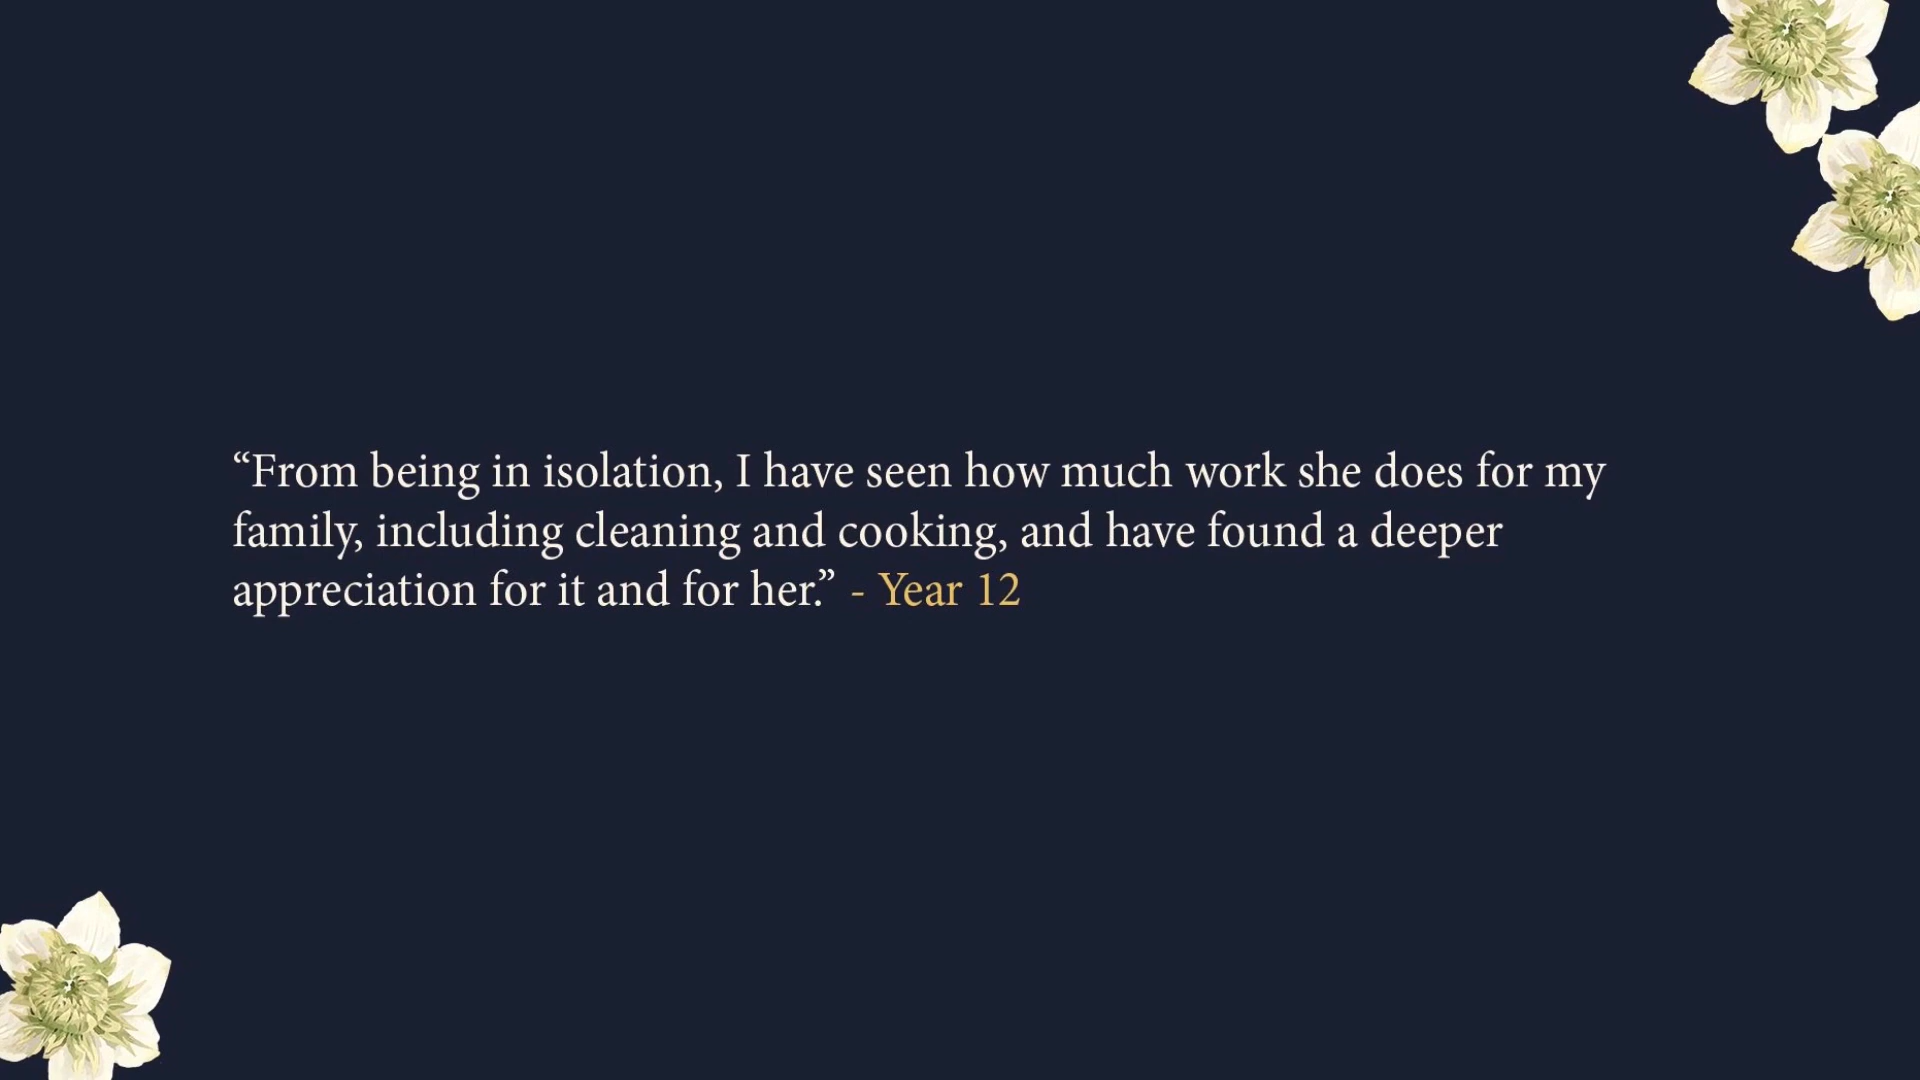 “From being in isolation, I have seen how much work she does for my
family, including cleaning and cooking, and have found a deeper
appreciation for it and for her.” - Year 12